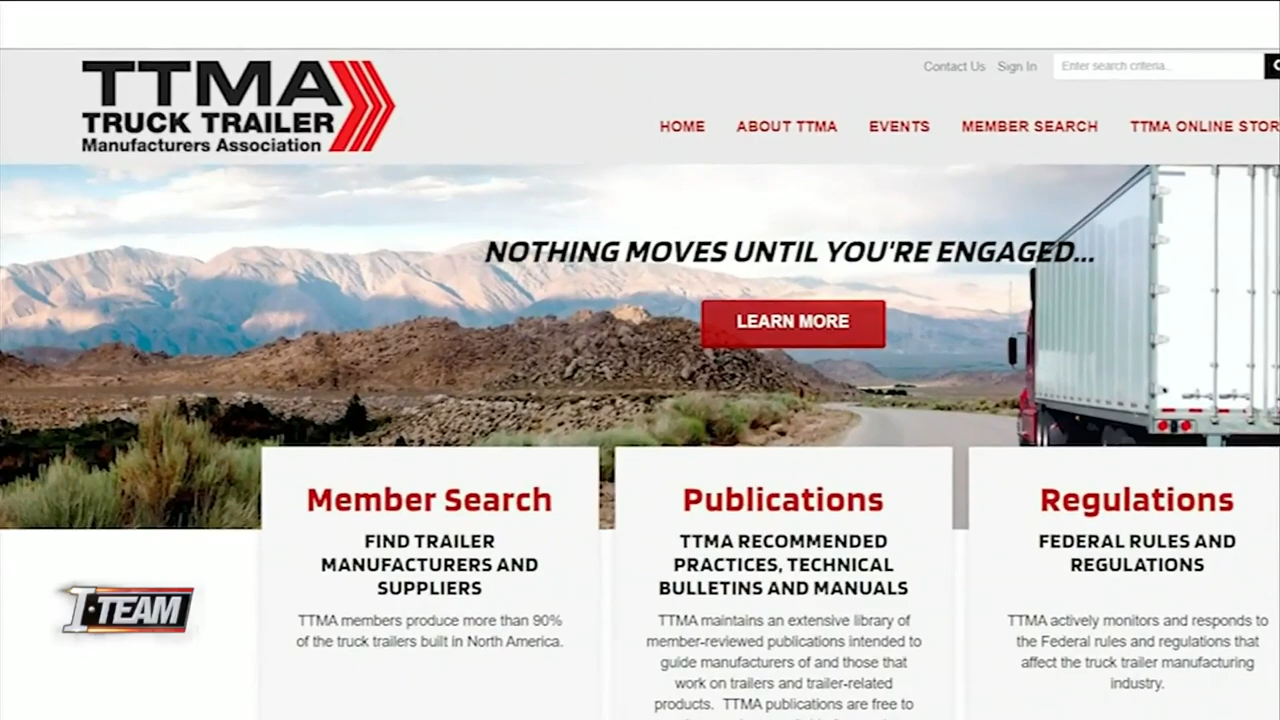 TTMA
TRUCK TRAILER
Manufacturers Association
Contact Us Sign In Enter search criteria...
HOME ABOUT TTMA EVENTS MEMBER SEARCH TTMA ONLINE STOR
NOTHING MOVES UNTIL YOU'RE ENGAGED...
LEARN MORE
Member Search
FIND TRAILER
MANUFACTURERS AND
SUPPLIERS
TTMA members produce more than 90%
of the truck trailers built in North America.
Publications
TTMA RECOMMENDED
PRACTICES, TECHNICAL
BULLETINS AND MANUALS
TTMA maintains an extensive library of
member-reviewed publications intended to
guide manufacturers of and those that
work on trailers and trailer-related
products. TTMA publications are free to
Regulations
FEDERAL RULES AND
REGULATIONS
TTMA actively monitors and responds to
the Federal rules and regulations that
affect the truck trailer manufacturing
industry.
I·TEAM